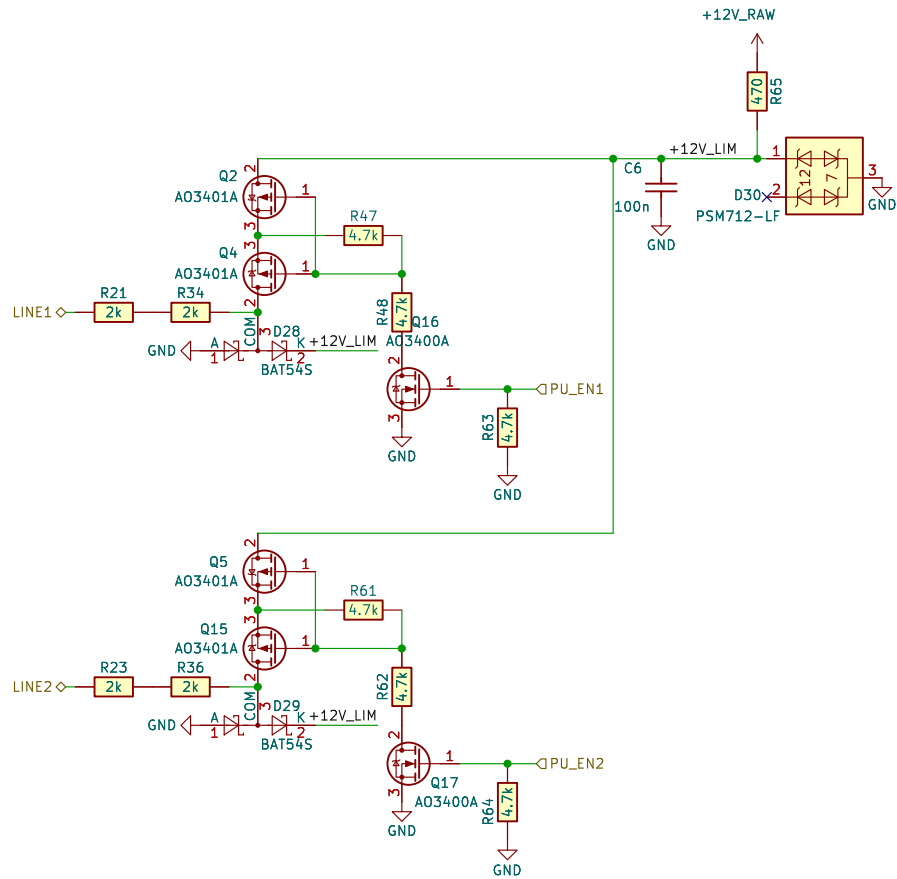 +12V_RAW
470
R65
+12V_LIM
1
2
12
7
3
GND
D30
PSM712-LF
C6
100n
GND
2
Q2
AO3401A
1
3
R47
4.7k
3
Q4
AO3401A
1
2
R48
4.7k
LINE1
R21
2k
R34
2k
COM
3
D28
GND
A
1
K
2
+12V_LIM
BAT54S
Q16
AO3400A
2
1
3
GND
PU_EN1
R63
4.7k
GND
2
Q5
AO3401A
1
3
R61
4.7k
3
Q15
AO3401A
1
2
R62
4.7k
LINE2
R23
2k
R36
2k
COM
3
D29
GND
A
1
K
2
+12V_LIM
BAT54S
2
1
3
Q17
AO3400A
GND
PU_EN2
R64
4.7k
GND